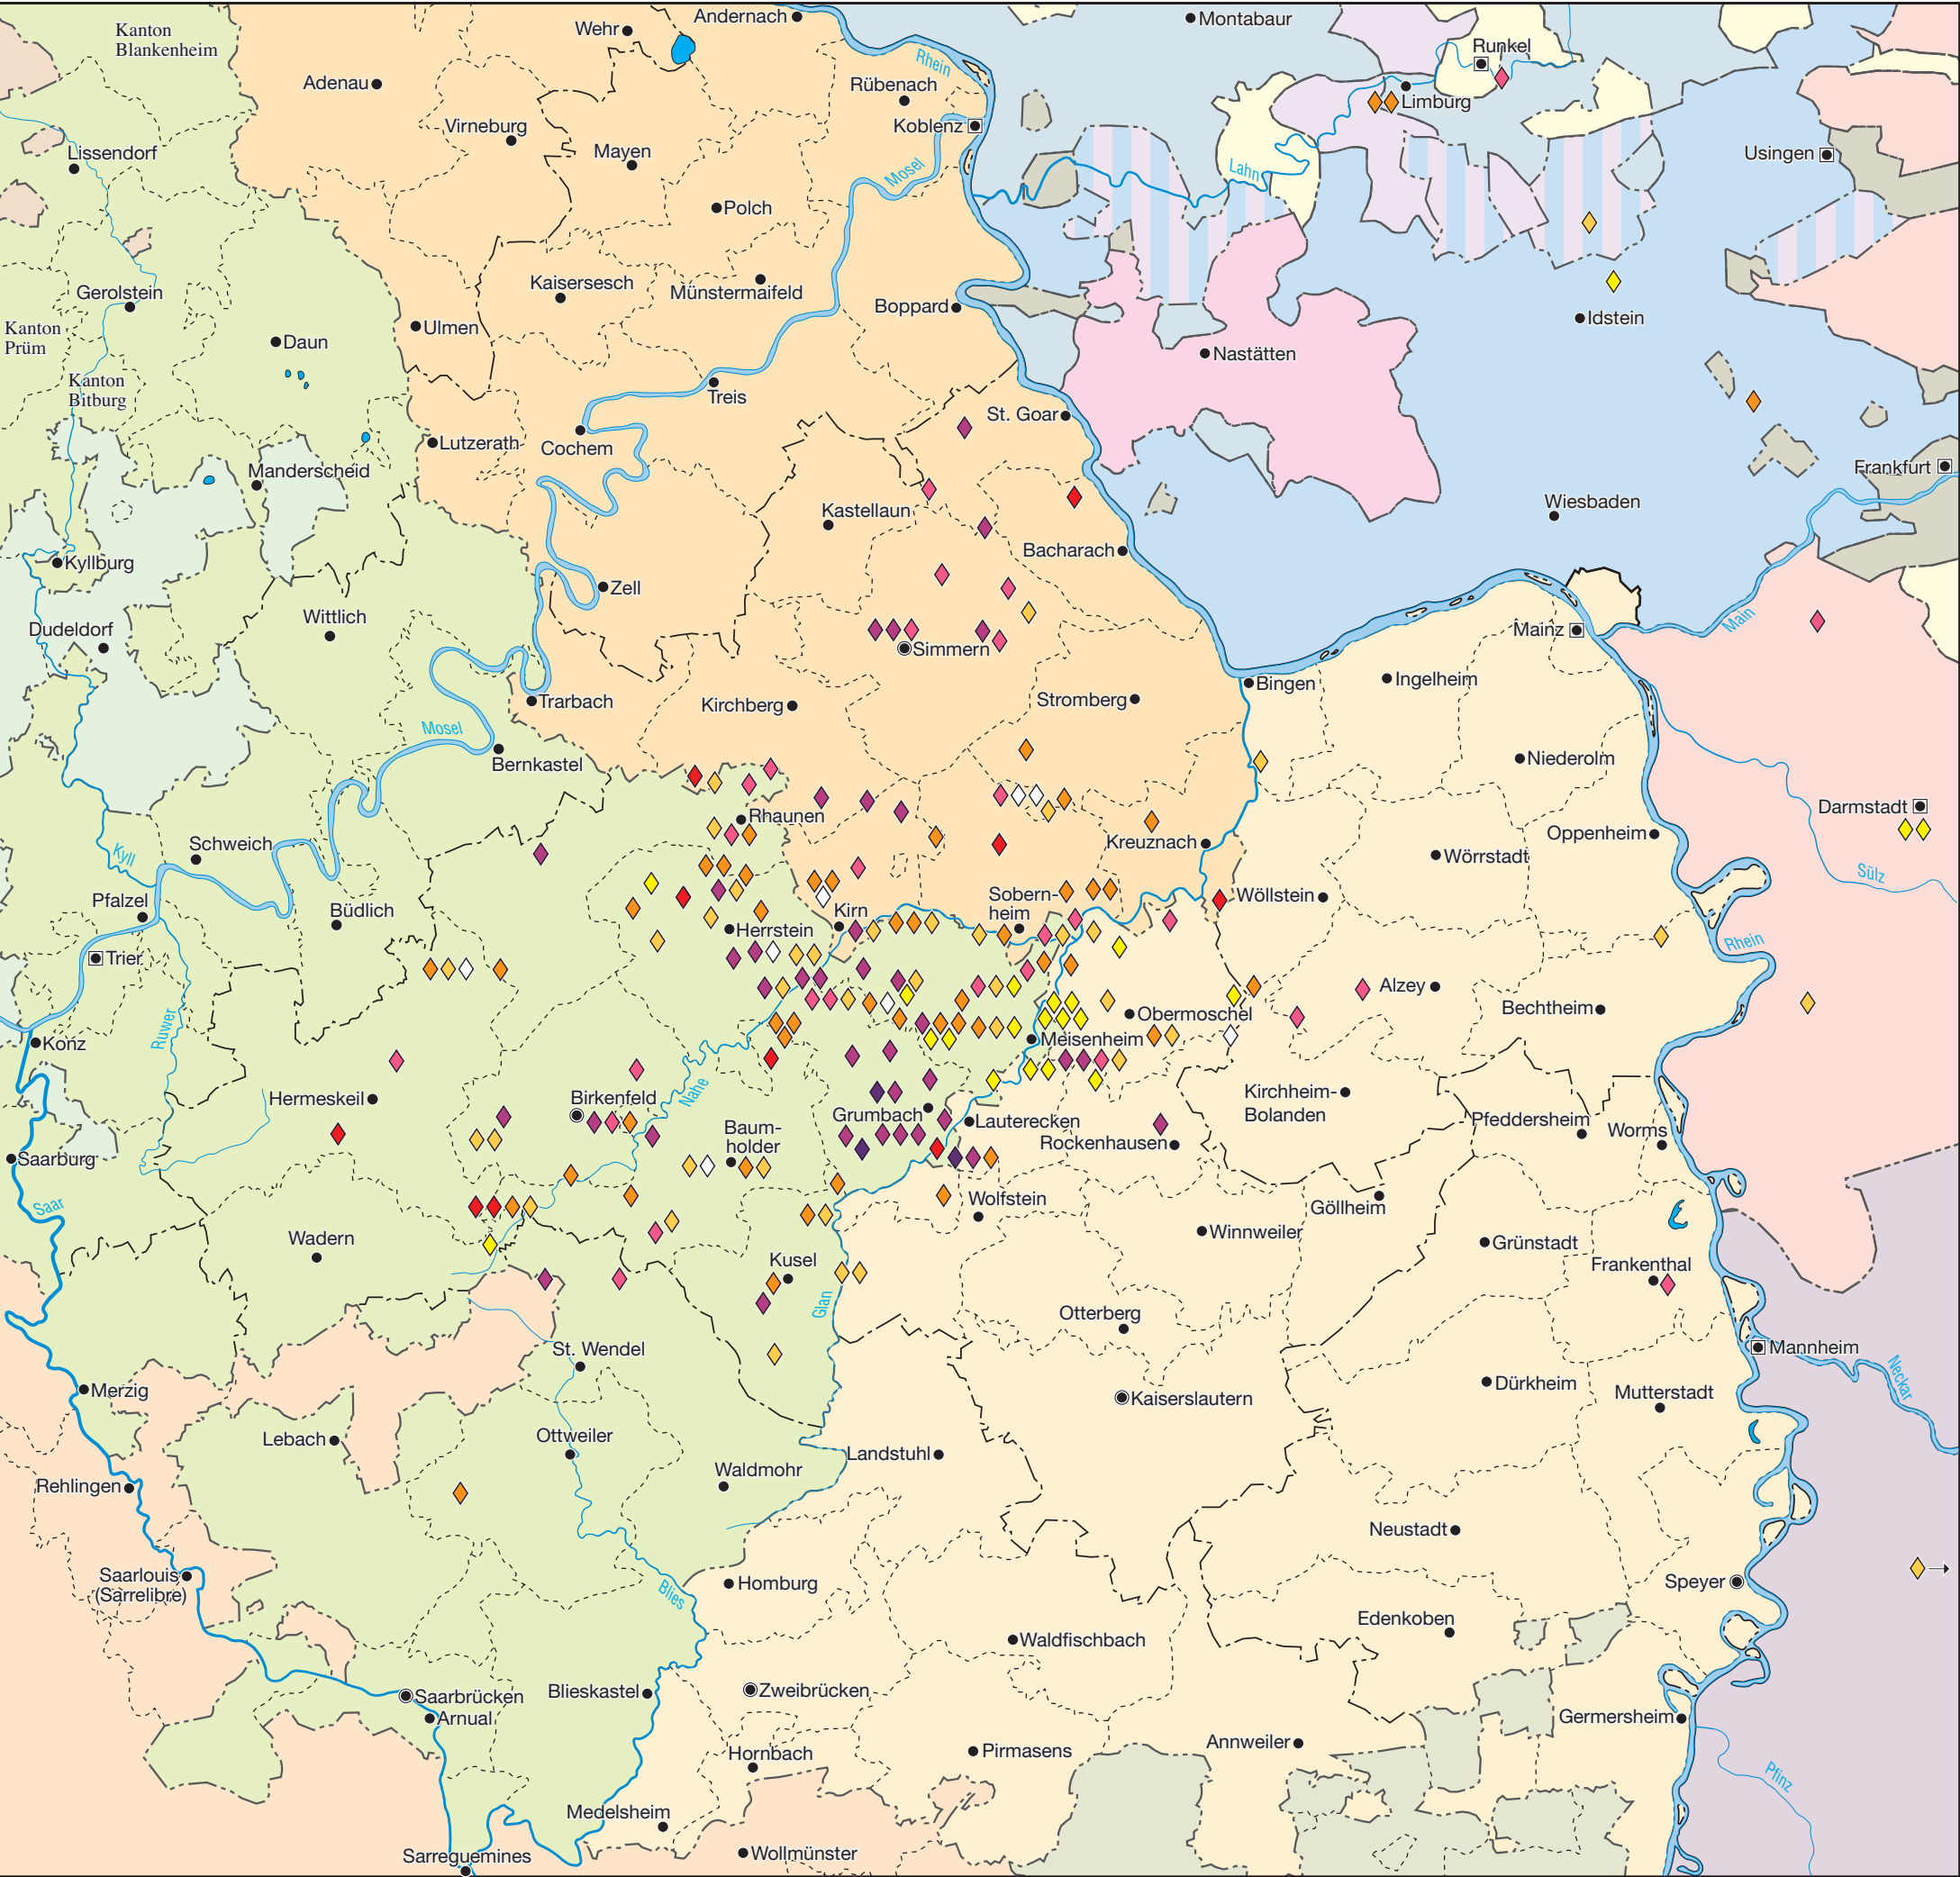 Kanton
Blankenheim
Wehr
Andernach
Montabaur
Runkel
Adenau
Rhein
Rübenach
Limburg
Virneburg
Koblenz
Lissendorf
Mayen
Usingen
Mosel
Lahn
Polch
Gerolstein
Kaisersesch
Münstermaifeld
Boppard
Idstein
Kanton
Prüm
Ulmen
Daun
Nastätten
Kanton
Bitburg
Treis
St. Goar
Lutzerath
Cochem
Manderscheid
Frankfurt
Kastellaun
Wiesbaden
Bacharach
Kyllburg
Zell
Wittlich
Main
Dudeldorf
Mainz
Simmern
Bingen
Ingelheim
Trarbach
Kirchberg
Stromberg
Mosel
Bernkastel
Niederolm
Darmstadt
Rhaunen
Oppenheim
Schweich
Kreuznach
Kyll
Wörrstadt
Sülz
Pfalzel
Büdlich
Kirn
Sobern-
heim
Wöllstein
Herrstein
Rhein
Trier
Alzey
Bechtheim
Obermoschel
Ruwer
Konz
Meisenheim
Nahe
Hermeskeil
Birkenfeld
Kirchheim-
Bolanden
Grumbach
Lauterecken
Pfeddersheim
Baum-
holder
Rockenhausen
Worms
Saarburg
Wolfstein
Saar
Göllheim
Wadern
Winnweiler
Grünstadt
Kusel
Frankenthal
Glan
Otterberg
St. Wendel
Mannheim
Neckar
Merzig
Dürkheim
Mutterstadt
Kaiserslautern
Lebach
Ottweiler
Landstuhl
Waldmohr
Rehlingen
Neustadt
Saarlouis
(Sarrelibre)
Homburg
Blies
Speyer
Edenkoben
Waldfischbach
Saarbrücken
Blieskastel
Zweibrücken
Arnual
Germersheim
Hornbach
Pirmasens
Annweiler
Pfinz
Medelsheim
Sarreguemines
Wollmünster